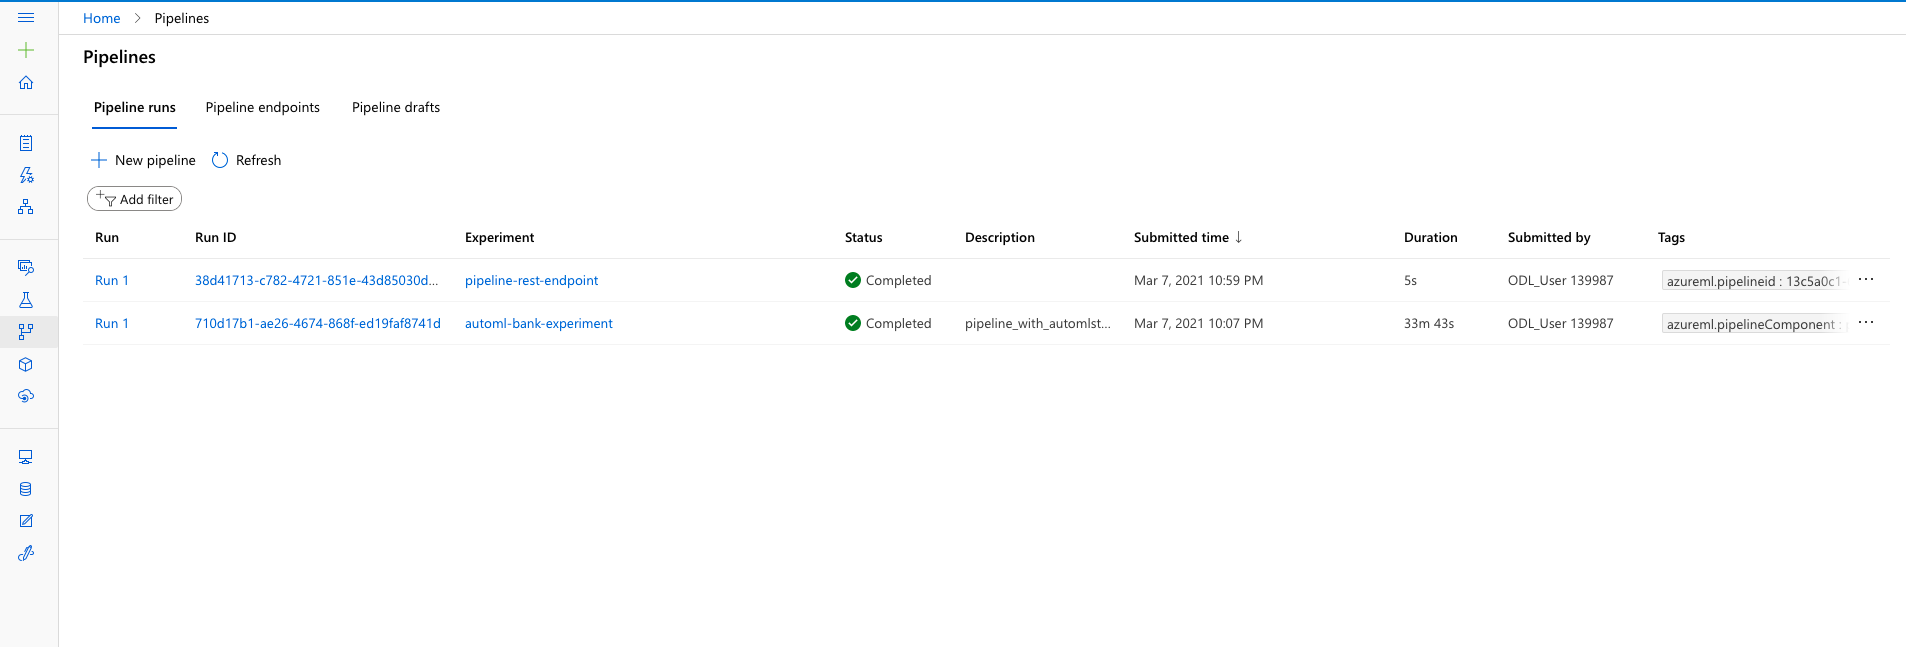 Home > Pipelines
Pipelines
Pipeline runs Pipeline endpoints Pipeline drafts
New pipeline Refresh
Add filter
Run Run ID Experiment Status Description Submitted time ↓ Duration Submitted by Tags
Run 1 38d41713-c782-4721-851e-43d85030d... pipeline-rest-endpoint Completed Mar 7, 2021 10:59 PM 5s ODL_User 139987 azureml.pipelineid : 13c5a0c1- ...
Run 1 710d17b1-ae26-4674-868f-ed19faf8741d automl-bank-experiment Completed pipeline_with_automlst... Mar 7, 2021 10:07 PM 33m 43s ODL_User 139987 azureml.pipelineComponent : ...